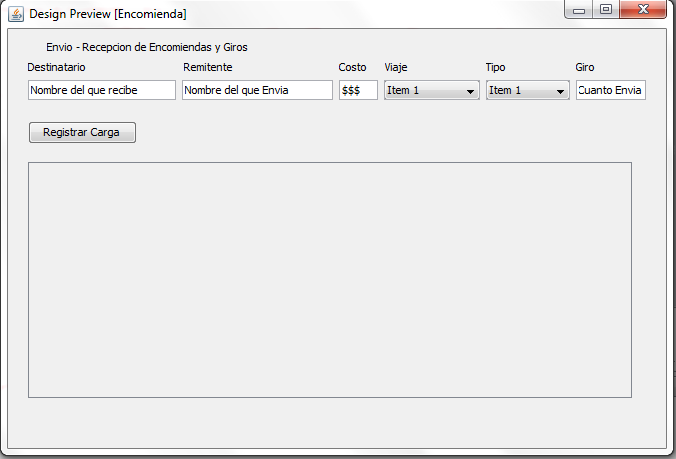 Design Preview [Encomienda]
Envio - Recepcion de Encomiendas y Giros
Destinatario Remitente Costo Viaje Tipo Giro
Nombre del que recibe Nombre del que Envia $$$ Item 1 Item 1 Cuanto Envia
Registrar Carga